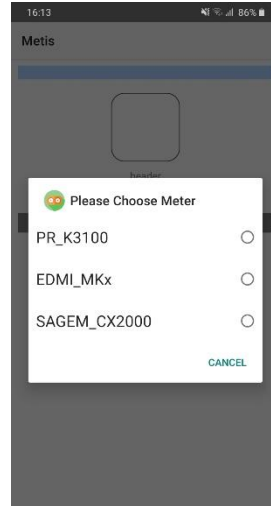 16:13 86%
Metis
header
Please Choose Meter
PR_K3100
EDMI_MKx
SAGEM_CX2000
CANCEL